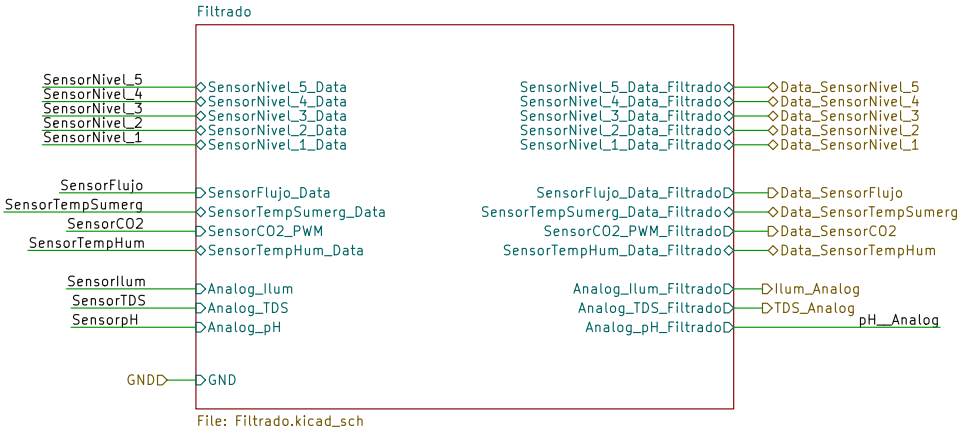 Filtrado
SensorNivel_5 SensorNivel_5_Data SensorNivel_5_Data_Filtrado Data_SensorNivel_5
SensorNivel_4 SensorNivel_4_Data SensorNivel_4_Data_Filtrado Data_SensorNivel_4
SensorNivel_3 SensorNivel_3_Data SensorNivel_3_Data_Filtrado Data_SensorNivel_3
SensorNivel_2 SensorNivel_2_Data SensorNivel_2_Data_Filtrado Data_SensorNivel_2
SensorNivel_1 SensorNivel_1_Data SensorNivel_1_Data_Filtrado Data_SensorNivel_1
SensorFlujo SensorFlujo_Data SensorFlujo_Data_Filtrado Data_SensorFlujo
SensorTempSumerg SensorTempSumerg_Data SensorTempSumerg_Data_Filtrado Data_SensorTempSumerg
SensorCO2 SensorCO2_PWM SensorCO2_PWM_Filtrado Data_SensorCO2
SensorTempHum SensorTempHum_Data SensorTempHum_Data_Filtrado Data_SensorTempHum
SensorIlum Analog_Ilum Analog_Ilum_Filtrado Ilum_Analog
SensorTDS Analog_TDS Analog_TDS_Filtrado TDS_Analog
SensorpH Analog_pH Analog_pH_Filtrado pH__Analog
GND GND
File: Filtrado.kicad_sch